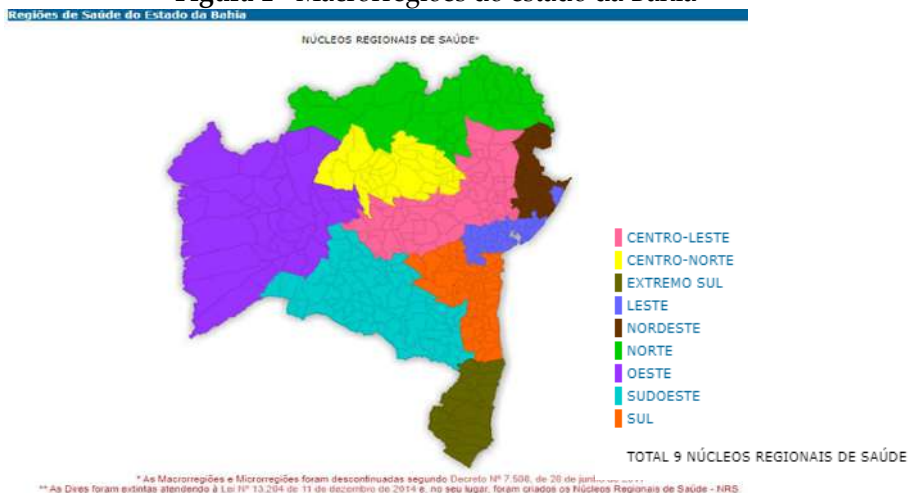 Regiões de Saúde do Estado da Bahia
NÚCLEOS REGIONAIS DE SAÚDE*
CENTRO-LESTE
CENTRO-NORTE
EXTREMO SUL
LESTE
NORDESTE
NORTE
OESTE
SUDOESTE
SUL
TOTAL 9 NÚCLEOS REGIONAIS DE SAÚDE
* As Macrorregiões e Microrregiões foram descontinuadas segundo Decreto Nº 7.508, de 28 de
** As Dires foram extintas atendendo à Lei Nº 13.204 de 11 de dezembro de 2014 e, no seu lugar, foram criados os Núcleos Regionais de Saúde - NRS